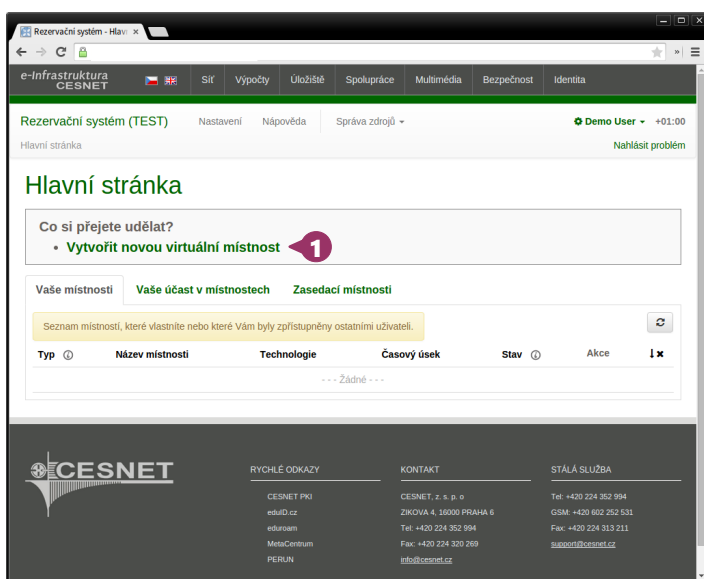 Rezervační systém - Hlav
e-Infrastruktura
CESNET
Síť Výpočty Úložiště Spolupráce Multimédia Bezpečnost Identita
Rezervační systém (TEST) Nastavení Nápověda Správa zdrojů Demo User +01:00
Hlavní stránka Nahlásit problém
Hlavní stránka
Co si přejete udělat?
• Vytvořit novou virtuální místnost 1
Vaše místnosti Vaše účast v místnostech Zasedací místnosti
Seznam místností, které vlastníte nebo které Vám byly zpřístupněny ostatními uživateli.
Typ Název místnosti Technologie Časový úsek Stav Akce
- - - Žádné - - -
CESNET
RYCHLÉ ODKAZY KONTAKT STÁLÁ SLUŽBA
CESNET PKI CESNET, z. s. p. o Tel: +420 224 352 994
eduID.cz ZIKOVA 4, 16000 PRAHA 6 GSM: +420 602 252 531
eduroam Tel: +420 224 352 994 Fax: +420 224 313 211
MetaCentrum Fax: +420 224 320 269 support@cesnet.cz
PERUN info@cesnet.cz